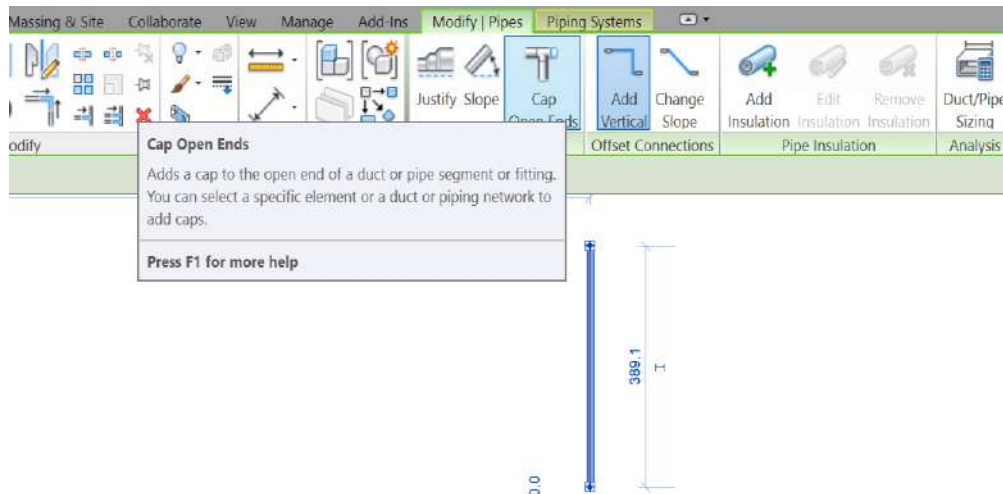 Massing & Site Collaborate View Manage Add-Ins Modify | Pipes Piping Systems
Justify Slope Cap Open Ends Add Vertical Change Slope Add Insulation Edit Insulation Remove Insulation Duct/Pipe Sizing
odify Offset Connections Pipe Insulation Analysis
Cap Open Ends
Adds a cap to the open end of a duct or pipe segment or fitting.
You can select a specific element or a duct or piping network to
add caps.
Press F1 for more help
389.1
0.0